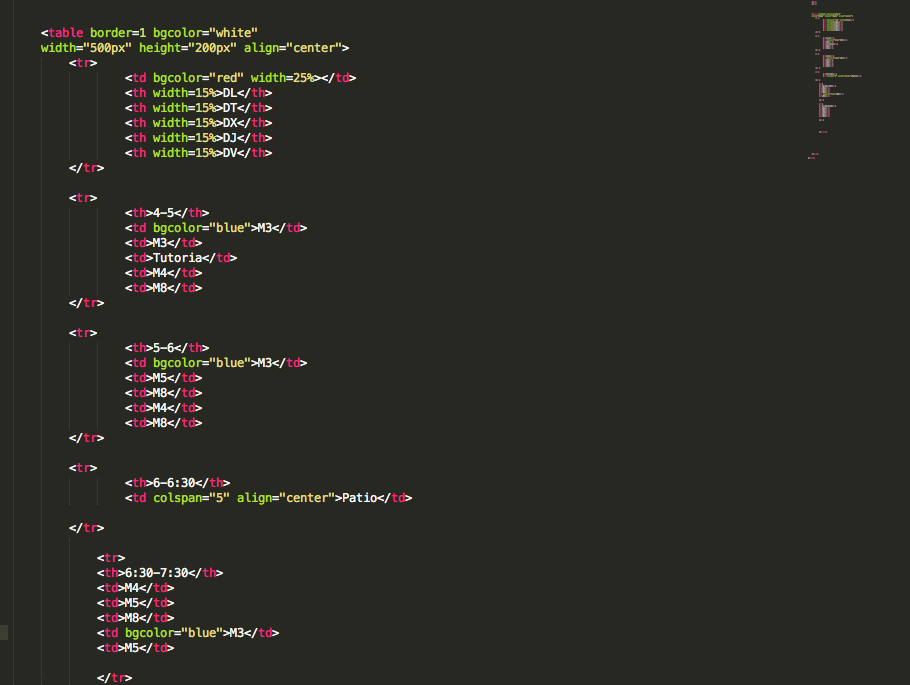 <table border=1 bgcolor="white"
width="500px" height="200px" align="center">
<tr>
<td bgcolor="red" width=25%></td>
<th width=15%>DL</th>
<th width=15%>DT</th>
<th width=15%>DX</th>
<th width=15%>DJ</th>
<th width=15%>DV</th>
</tr>
<tr>
<th>4-5</th>
<td bgcolor="blue">M3</td>
<td>M3</td>
<td>Tutoria</td>
<td>M4</td>
<td>M8</td>
</tr>
<tr>
<th>5-6</th>
<td bgcolor="blue">M3</td>
<td>M5</td>
<td>M8</td>
<td>M4</td>
<td>M8</td>
</tr>
<tr>
<th>6-6:30</th>
<td colspan="5" align="center">Patio</td>
</tr>
<tr>
<th>6:30-7:30</th>
<td>M4</td>
<td>M5</td>
<td>M8</td>
<td bgcolor="blue">M3</td>
<td>M5</td>
</tr>